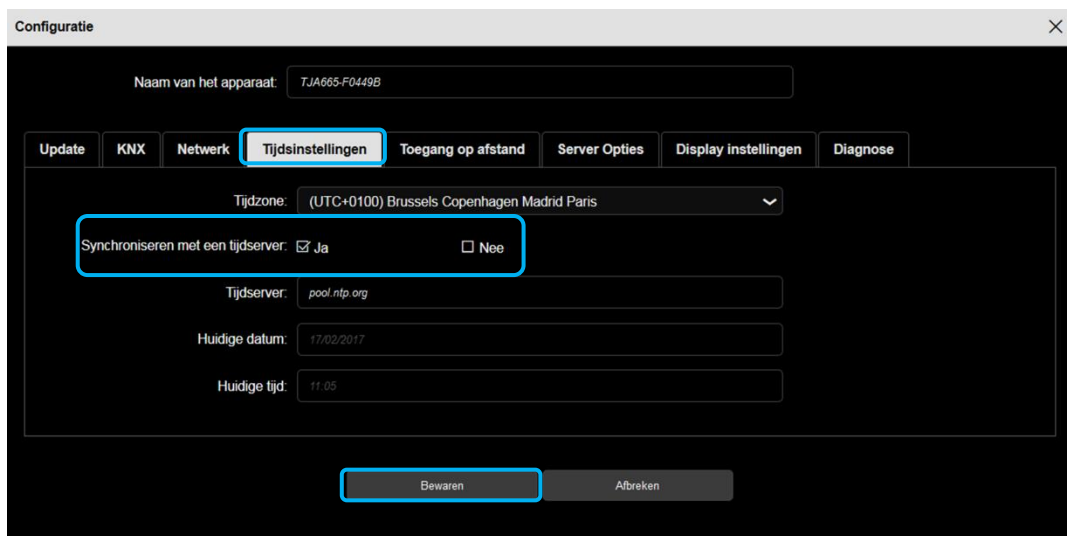 Configuratie
Naam van het apparaat: TJA665-F0449B
Update KNX Netwerk Tijdsinstellingen Toegang op afstand Server Opties Display instellingen Diagnose
Tijdzone: (UTC+0100) Brussels Copenhagen Madrid Paris
Synchroniseren met een tijdserver: Ja Nee
Tijdserver: pool.ntp.org
Huidige datum: 17/02/2017
Huidige tijd: 11:05
Bewaren Afbreken